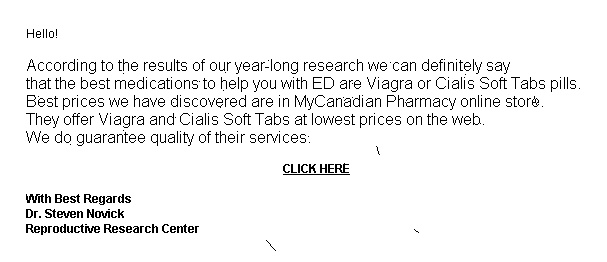 Hello!
According to the results of our year-long research we can definitely say
that the best medications to help you with ED are Viagra or Cialis Soft Tabs pills.
Best prices we have discovered are in MyCanadian Pharmacy online store.
They offer Viagra and Cialis Soft Tabs at lowest prices on the web.
We do guarantee quality of their services.
CLICK HERE
With Best Regards
Dr. Steven Novick
Reproductive Research Center